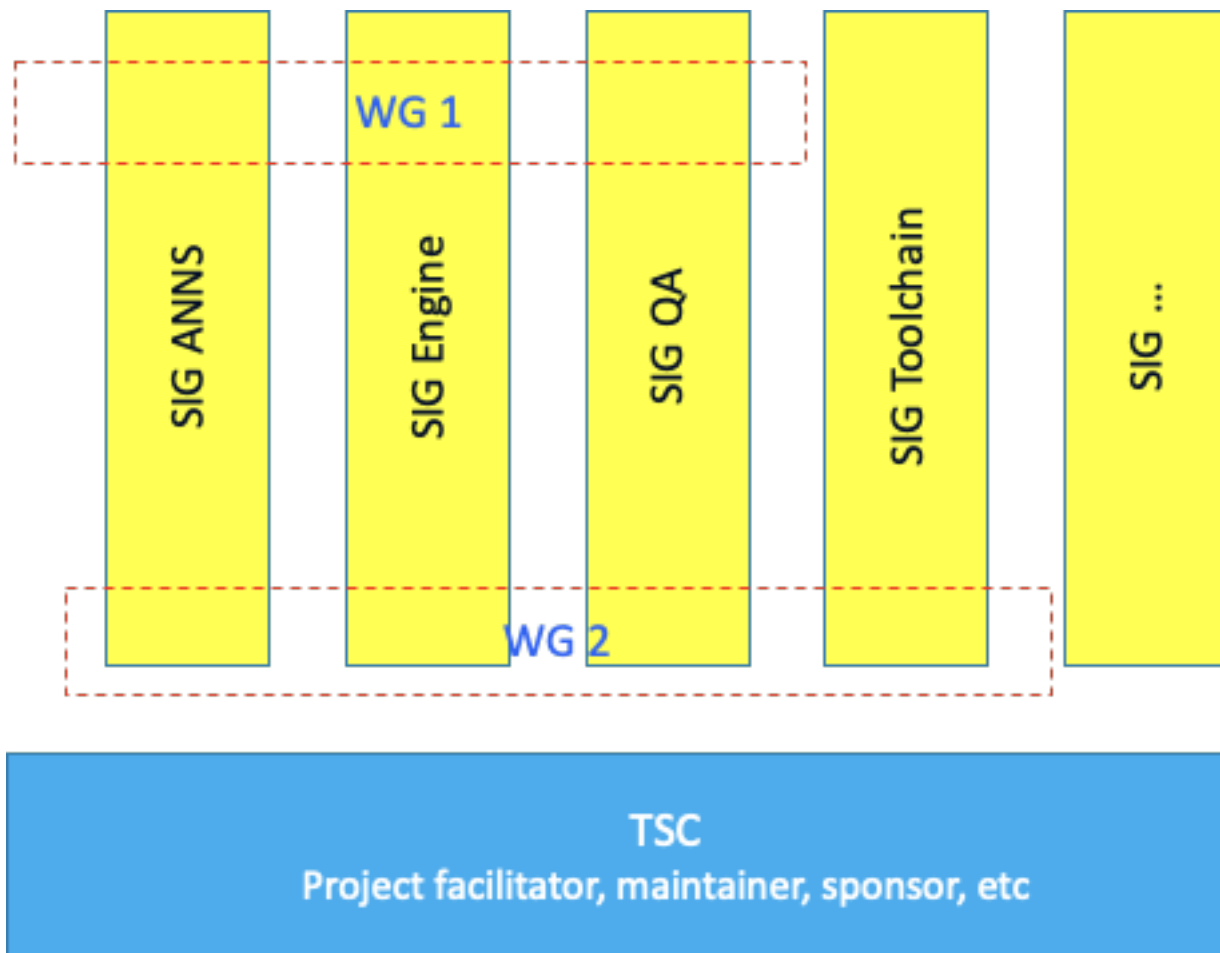 WG 1
SIG ANNS
SIG Engine
SIG QA
SIG Toolchain
SIG ...
WG 2
TSC
Project facilitator, maintainer, sponsor, etc